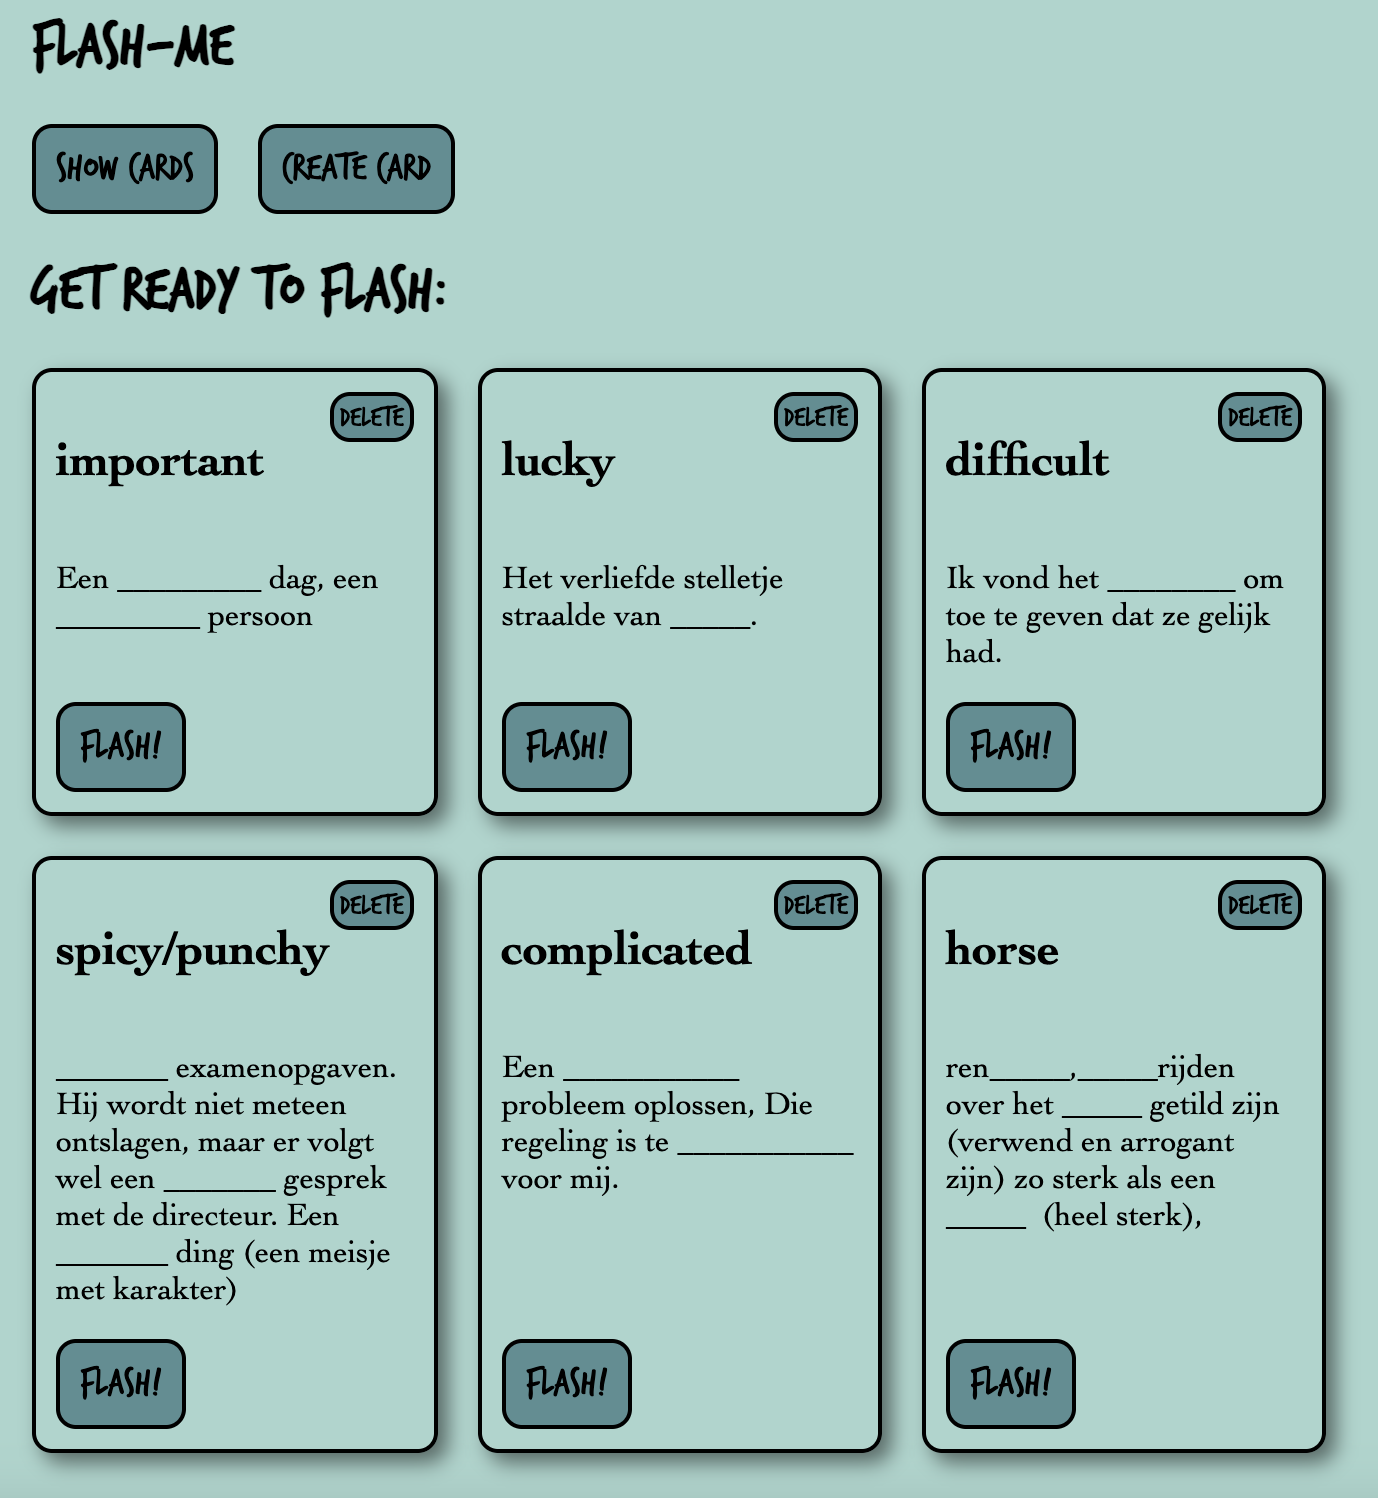 FLASH-ME
SHOW CARDS
CREATE CARD
GET READY TO FLASH:
DELETE
important
Een _________ dag, een
_________ persoon
FLASH!
DELETE
lucky
Het verliefde stelletje
straalde van _____.
FLASH!
DELETE
difficult
Ik vond het ________ om
toe te geven dat ze gelijk
had.
FLASH!
DELETE
spicy/punchy
_______ examenopgaven.
Hij wordt niet meteen
ontslagen, maar er volgt
wel een _______ gesprek
met de directeur. Een
_______ ding (een meisje
met karakter)
FLASH!
DELETE
complicated
Een ___________
probleem oplossen, Die
regeling is te ___________
voor mij.
FLASH!
DELETE
horse
ren_____,_____rijden
over het _____ getild zijn
(verwend en arrogant
zijn) zo sterk als een
_____ (heel sterk),
FLASH!